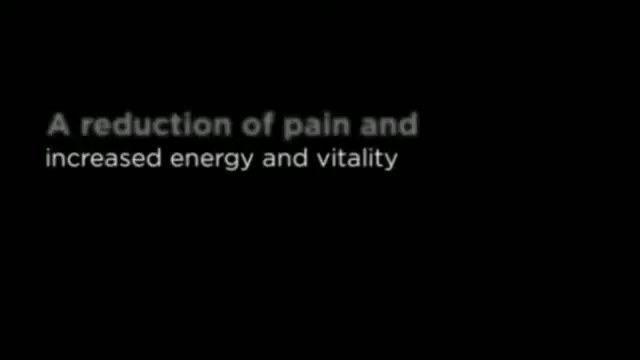 A reduction of pain and
increased energy and vitality